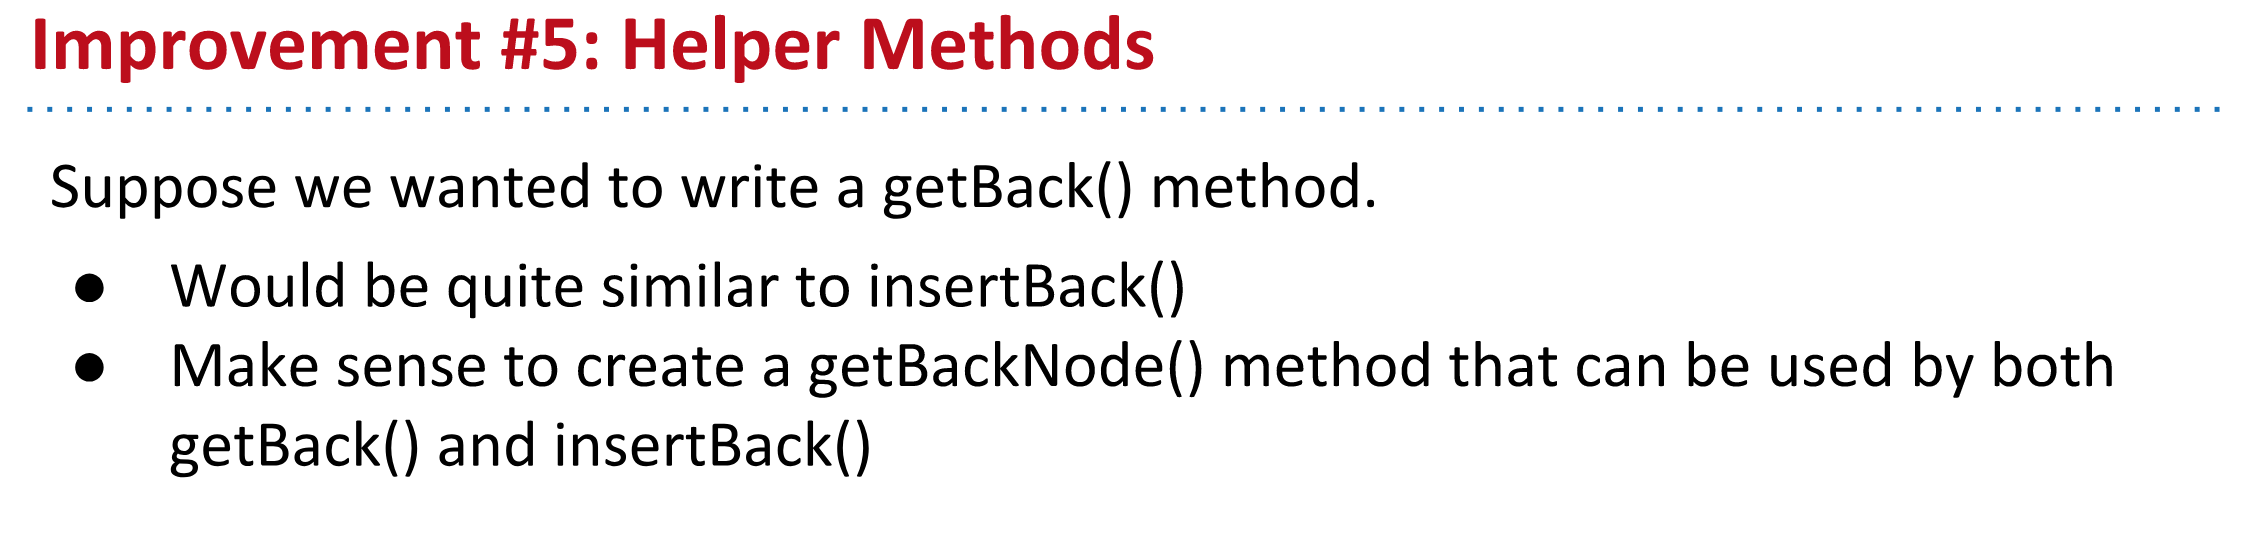 Improvement #5: Helper Methods
Suppose we wanted to write a getBack() method.
● Would be quite similar to insertBack()
● Make sense to create a getBackNode() method that can be used by both
getBack() and insertBack()